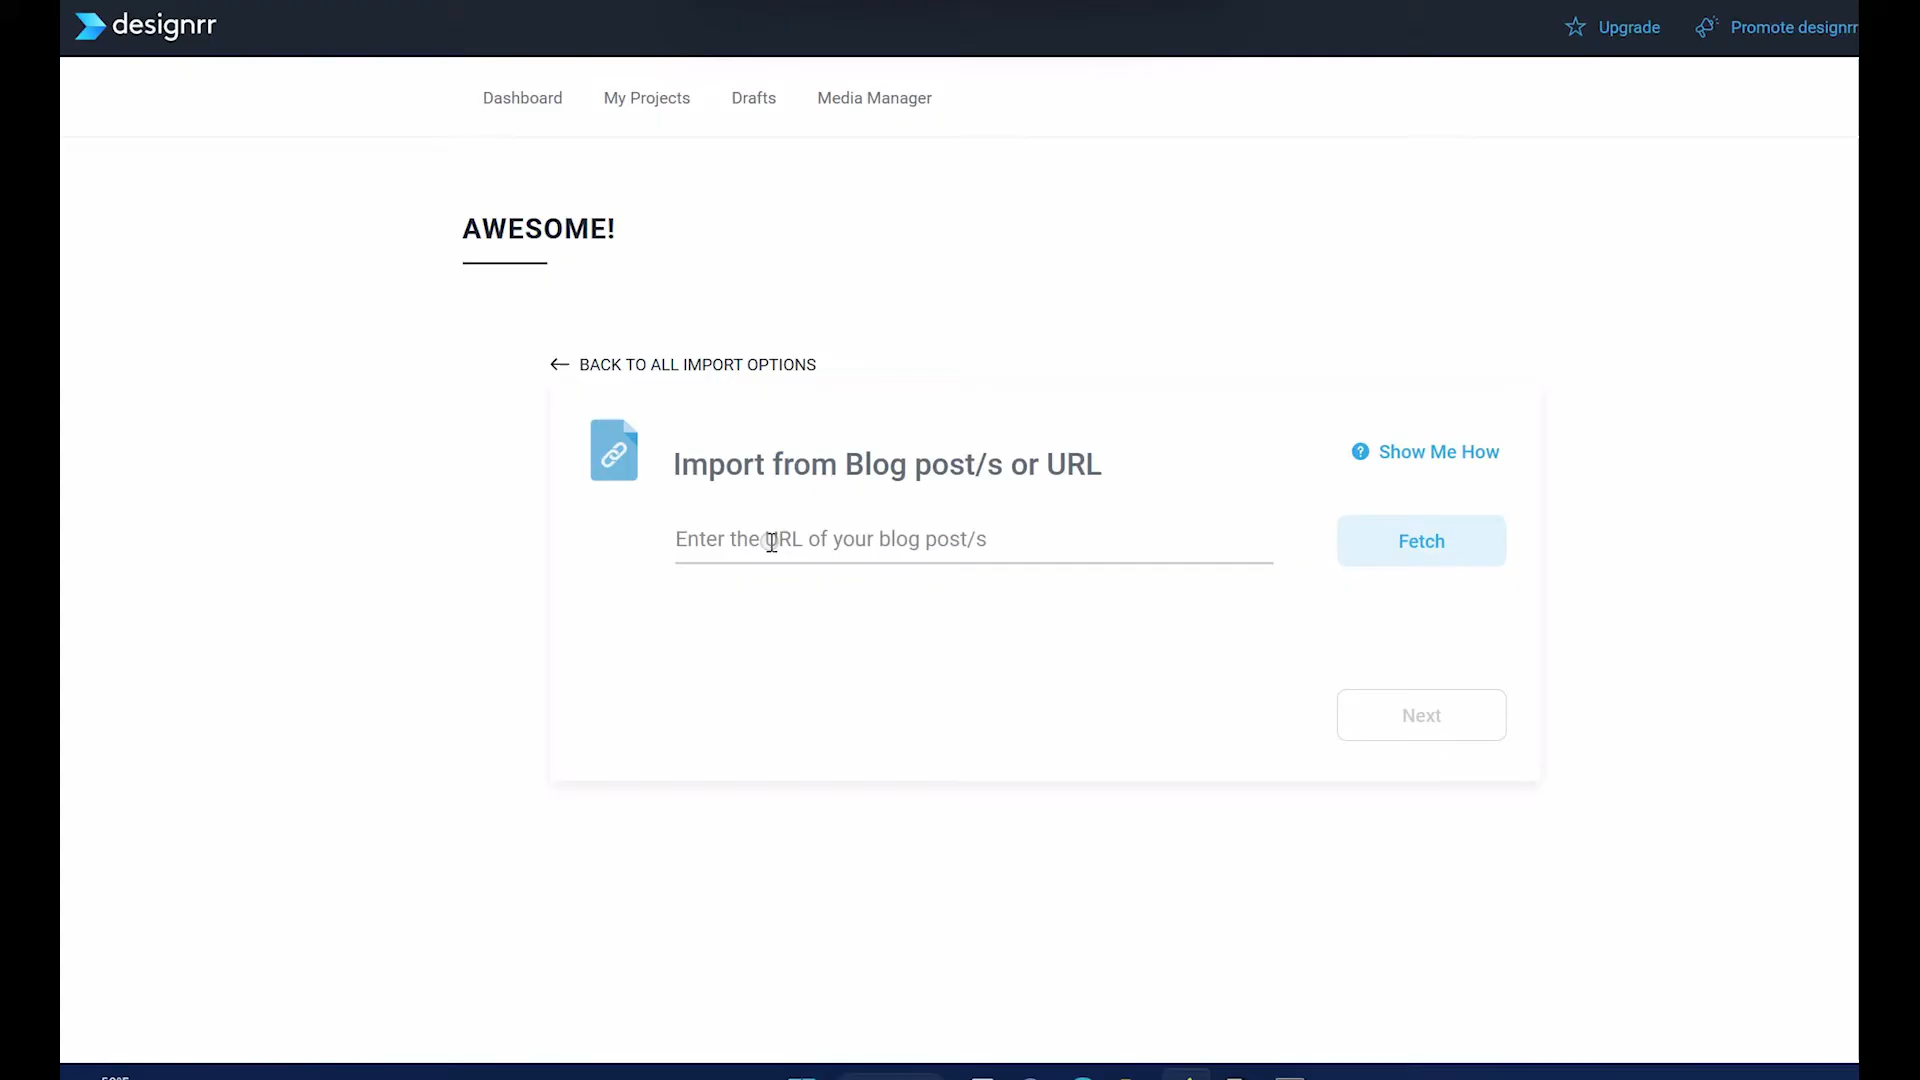 designrr
Upgrade
Promote designrr
Dashboard
My Projects
Drafts
Media Manager
AWESOME!
BACK TO ALL IMPORT OPTIONS
Import from Blog post/s or URL
Show Me How
Enter the URL of your blog post/s
Fetch
Next